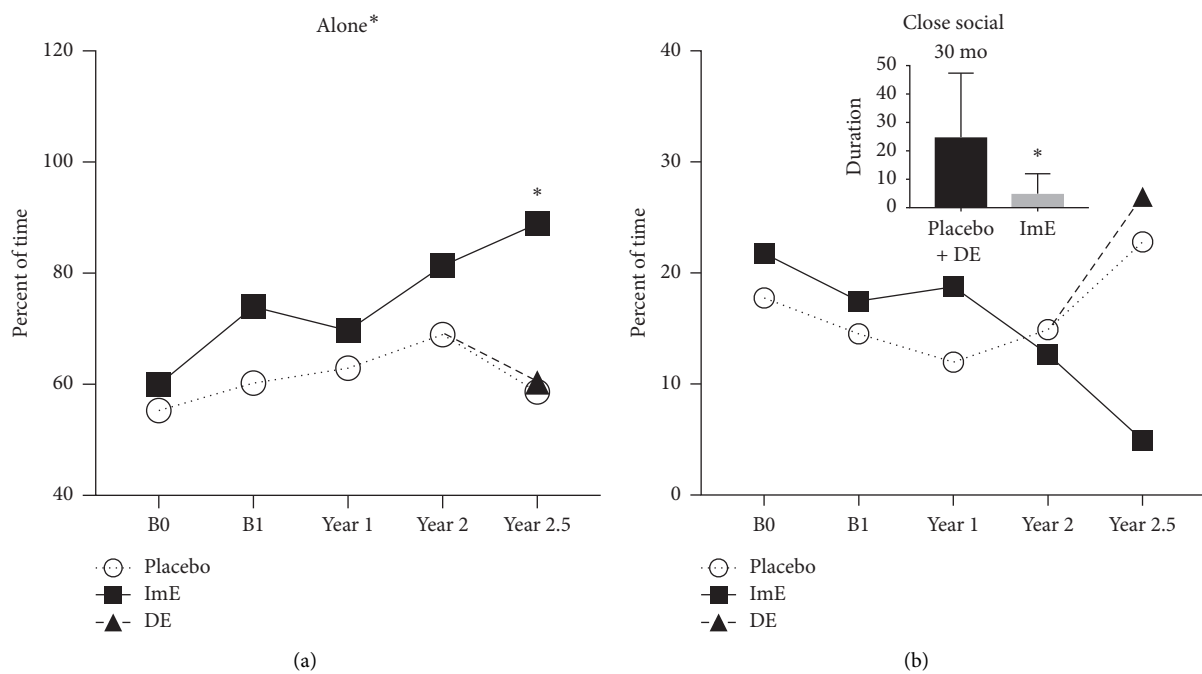 Alone*
120
100
80
60
40
Percent of time
*
B0 B1 Year 1 Year 2 Year 2.5
Placebo
ImE
DE
(a)
Close social
40
30
20
10
0
Percent of time
30 mo
50
40
30
20
10
0
Duration
*
Placebo
+ DE
ImE
B0 B1 Year 1 Year 2 Year 2.5
Placebo
ImE
DE
(b)